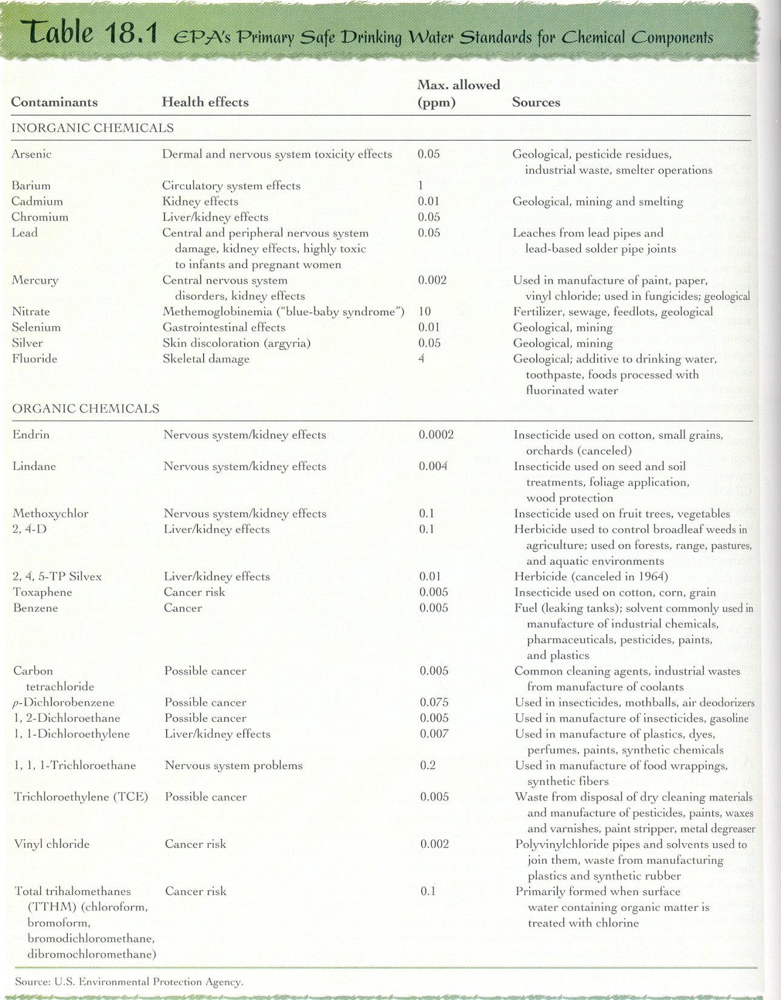 Table 18.1 EPA's Primary Safe Drinking Water Standards for Chemical Components
Max. allowed
Contaminants Health effects (ppm) Sources
INORGANIC CHEMICALS
Arsenic Dermal and nervous system toxicity effects 0.05 Geological, pesticide residues,
industrial waste, smelter operations
Barium Circulatory system effects 1
Cadmium Kidney effects 0.01 Geological, mining and smelting
Chromium Liver/kidney effects 0.05
Lead Central and peripheral nervous system 0.05 Leaches from lead pipes and
damage, kidney effects, highly toxic lead-based solder pipe joints
to infants and pregnant women
Mercury Central nervous system 0.002 Used in manufacture of paint, paper,
disorders, kidney effects vinyl chloride; used in fungicides; geological
Nitrate Methemoglobinemia (“blue-baby syndrome”) 10 Fertilizer, sewage, feedlots, geological
Selenium Gastrointestinal effects 0.01 Geological, mining
Silver Skin discoloration (argyria) 0.05 Geological, mining
Fluoride Skeletal damage 4 Geological; additive to drinking water,
toothpaste, foods processed with
fluorinated water
ORGANIC CHEMICALS
Endrin Nervous system/kidney effects 0.0002 Insecticide used on cotton, small grains,
orchards (canceled)
Lindane Nervous system/kidney effects 0.004 Insecticide used on seed and soil
treatments, foliage application,
wood protection
Methoxychlor Nervous system/kidney effects 0.1 Insecticide used on fruit trees, vegetables
2, 4-D Liver/kidney effects 0.1 Herbicide used to control broadleaf weeds in
agriculture; used on forests, range, pastures,
and aquatic environments
2, 4, 5-TP Silvex Liver/kidney effects 0.01 Herbicide (canceled in 1964)
Toxaphene Cancer risk 0.005 Insecticide used on cotton, corn, grain
Benzene Cancer 0.005 Fuel (leaking tanks); solvent commonly used in
manufacture of industrial chemicals,
pharmaceuticals, pesticides, paints,
and plastics
Carbon Possible cancer 0.005 Common cleaning agents, industrial wastes
tetrachloride from manufacture of coolants
p-Dichlorobenzene Possible cancer 0.075 Used in insecticides, mothballs, air deodorizers
1, 2-Dichloroethane Possible cancer 0.005 Used in manufacture of insecticides, gasoline
1, 1-Dichloroethylene Liver/kidney effects 0.007 Used in manufacture of plastics, dyes,
perfumes, paints, synthetic chemicals
1, 1, 1-Trichloroethane Nervous system problems 0.2 Used in manufacture of food wrappings,
synthetic fibers
Trichloroethylene (TCE) Possible cancer 0.005 Waste from disposal of dry cleaning materials
and manufacture of pesticides, paints, waxes
and varnishes, paint stripper, metal degreaser
Vinyl chloride Cancer risk 0.002 Polyvinylchloride pipes and solvents used to
join them, waste from manufacturing
plastics and synthetic rubber
Total trihalomethanes Cancer risk 0.1 Primarily formed when surface
(TTHM) (chloroform, water containing organic matter is
bromoform, treated with chlorine
bromodichloromethane,
dibromochloromethane)
Source: U.S. Environmental Protection Agency.